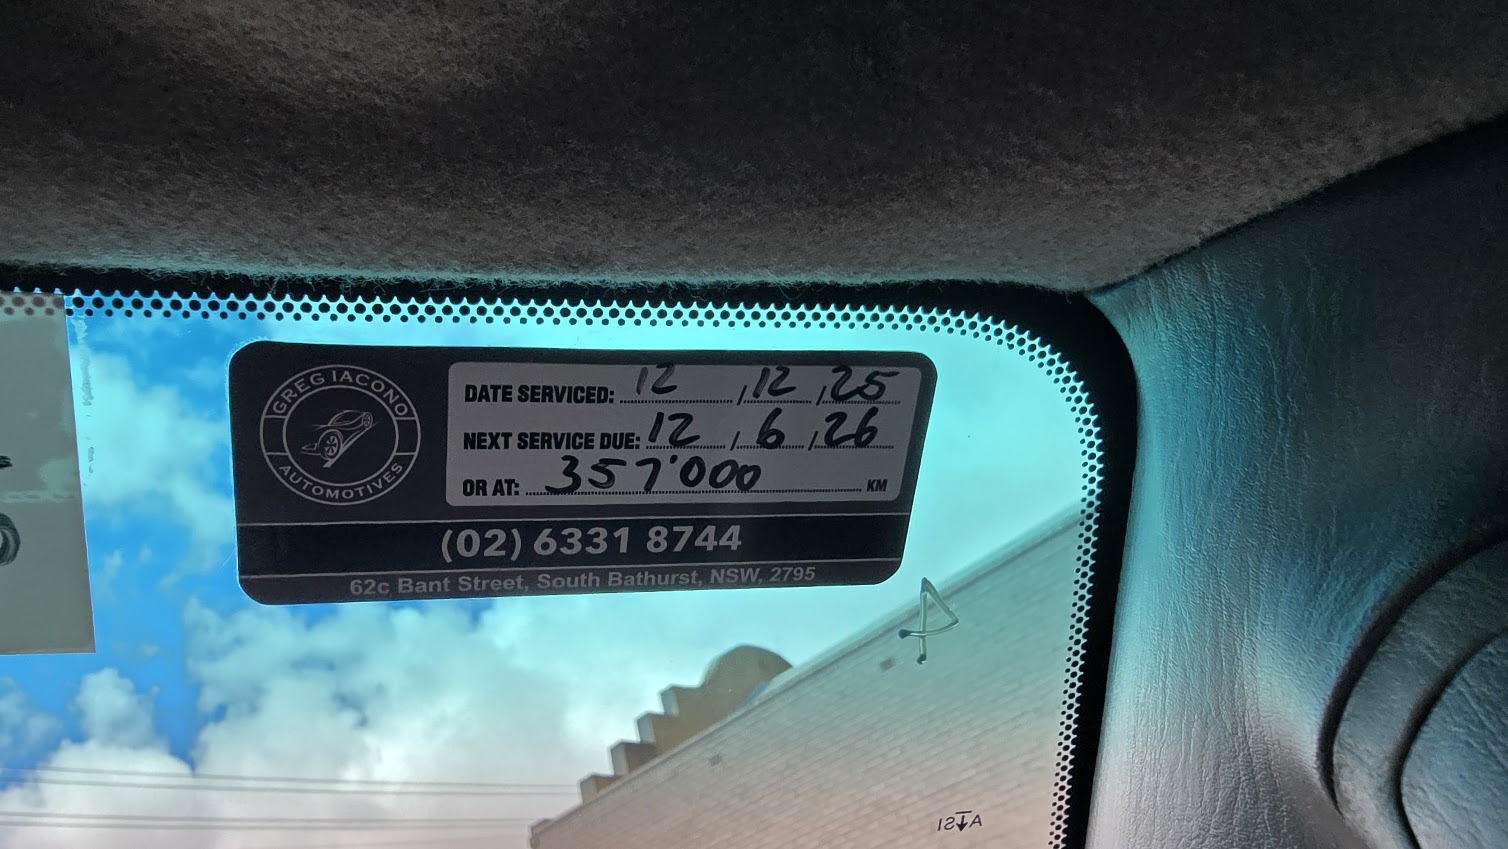 GREG IACONO
AUTOMOTIVES
DATE SERVICED: 12 / 12 / 25
NEXT SERVICE DUE: 12 / 6 / 26
OR AT: 357'000 KM
(02) 6331 8744
62c Bant Street, South Bathurst, NSW, 2795